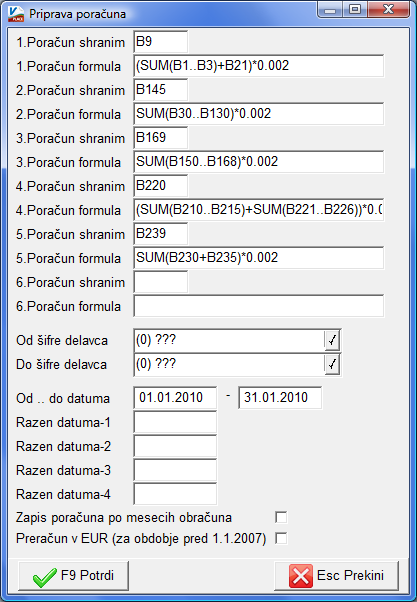 Priprava poračuna
1.Poračun shranim B9
1.Poračun formula (SUM(B1..B3)+B21)*0.002
2.Poračun shranim B145
2.Poračun formula SUM(B30..B130)*0.002
3.Poračun shranim B169
3.Poračun formula SUM(B150..B168)*0.002
4.Poračun shranim B220
4.Poračun formula (SUM(B210..B215)+SUM(B221..B226))*0.0
5.Poračun shranim B239
5.Poračun formula SUM(B230+B235)*0.002
6.Poračun shranim
6.Poračun formula
Od šifre delavca (0) ???
Do šifre delavca (0) ???
Od .. do datuma 01.01.2010 - 31.01.2010
Razen datuma-1
Razen datuma-2
Razen datuma-3
Razen datuma-4
Zapis poračuna po mesecih obračuna
Preračun v EUR (za obdobje pred 1.1.2007)
F9 Potrdi Esc Prekini